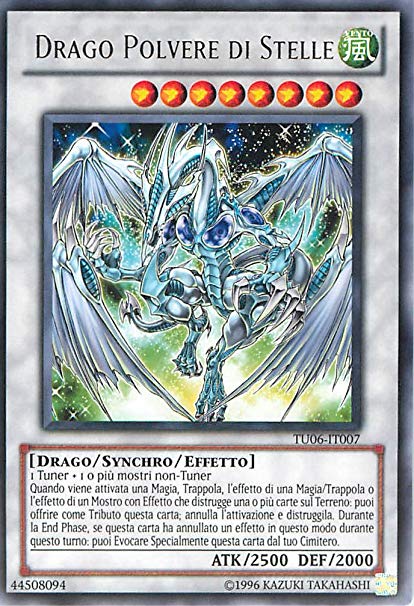 DRAGO POLVERE DI STELLE
VENTO
風
TU06-IT007
[DRAGO/SYNCHRO/EFFETTO]
1 Tuner + 1 o più mostri non-Tuner
Quando viene attivata una Magia, Trappola, l'effetto di una Magia/Trappola o
l'effetto di un Mostro con Effetto che distrugge una o più carte sul Terreno: puoi
offrire come Tributo questa carta; annulla l'attivazione e distruggila. Durante
la End Phase, se questa carta ha annullato un effetto in questo modo durante
questo turno: puoi Evocare Specialmente questa carta dal tuo Cimitero.
ATK/2500 DEF/2000
44508094
©1996 KAZUKI TAKAHASHI